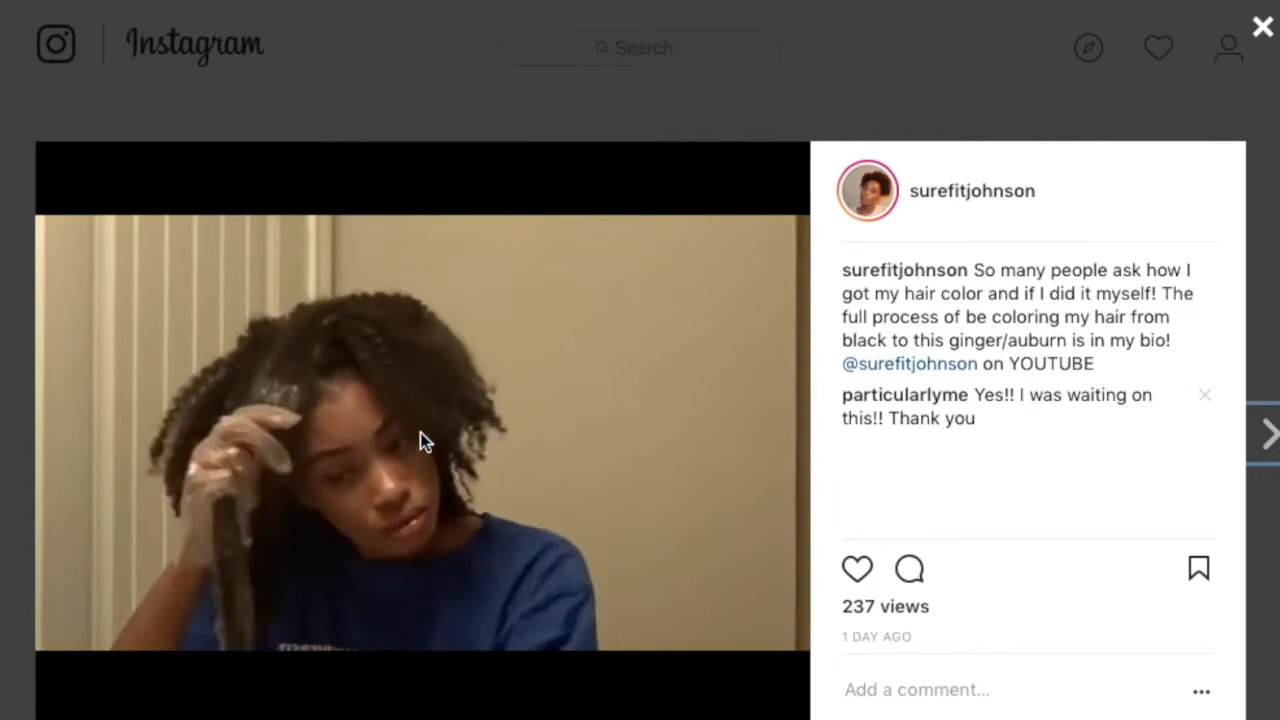 Instagram
Search
surefitjohnson
surefitjohnson So many people ask how I
got my hair color and if I did it myself! The
full process of be coloring my hair from
black to this ginger/auburn is in my bio!
@surefitjohnson on YOUTUBE
particularlyme Yes!! I was waiting on
this!! Thank you
237 views
1 DAY AGO
Add a comment...